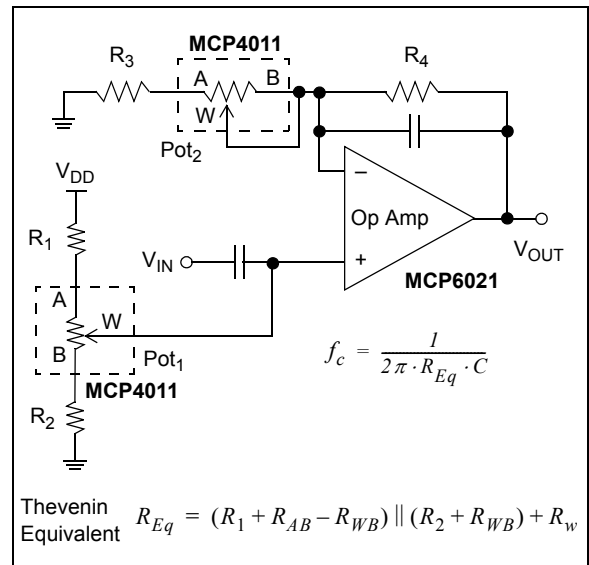 MCP4011
R3
A
B
R4
W
Pot2
VDD
−
Op Amp
R1
VIN
+
VOUT
MCP6021
A
W
B
Pot1
fc = 1 / (2π · REq · C)
MCP4011
R2
Thevenin
Equivalent
REq = (R1 + RAB – RWB) || (R2 + RWB) + Rw